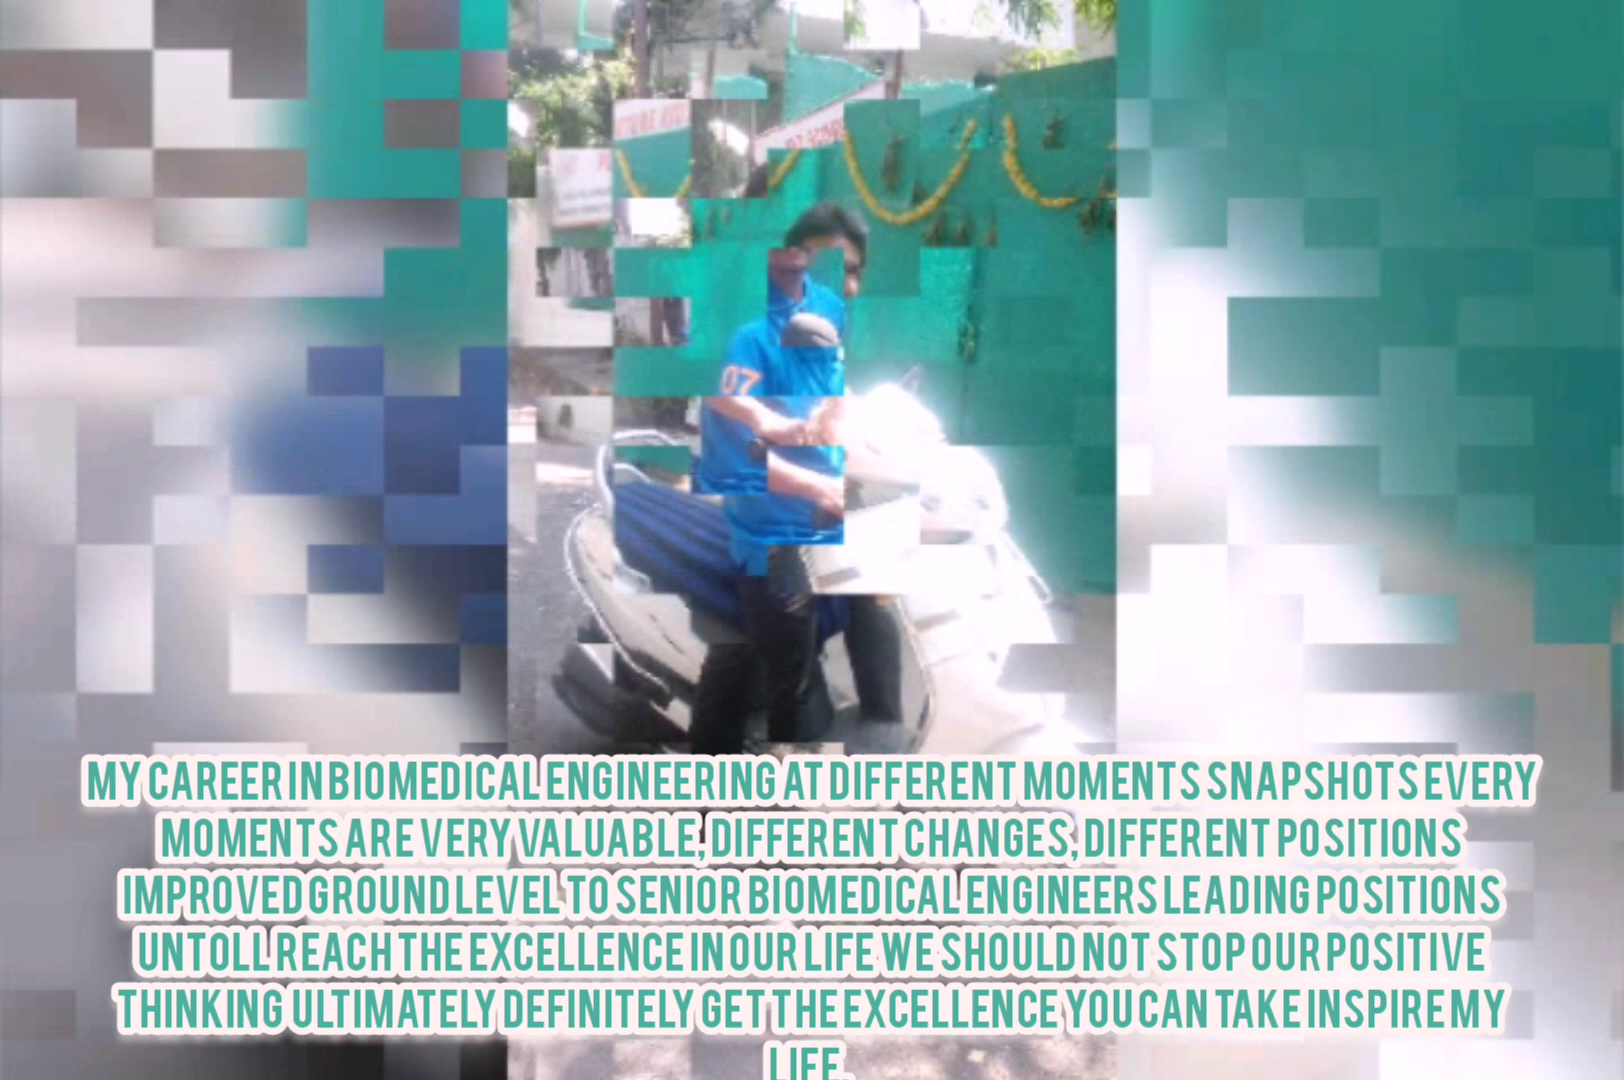 07
MY CAREER IN BIOMEDICAL ENGINEERING AT DIFFERENT MOMENTS SNAPSHOTS EVERY
MOMENTS ARE VERY VALUABLE, DIFFERENT CHANGES, DIFFERENT POSITIONS
IMPROVED GROUND LEVEL TO SENIOR BIOMEDICAL ENGINEERS LEADING POSITIONS
UNTOLL REACH THE EXCELLENCE IN OUR LIFE WE SHOULD NOT STOP OUR POSITIVE
THINKING ULTIMATELY DEFINITELY GET THE EXCELLENCE YOU CAN TAKE INSPIRE MY
LIFE.